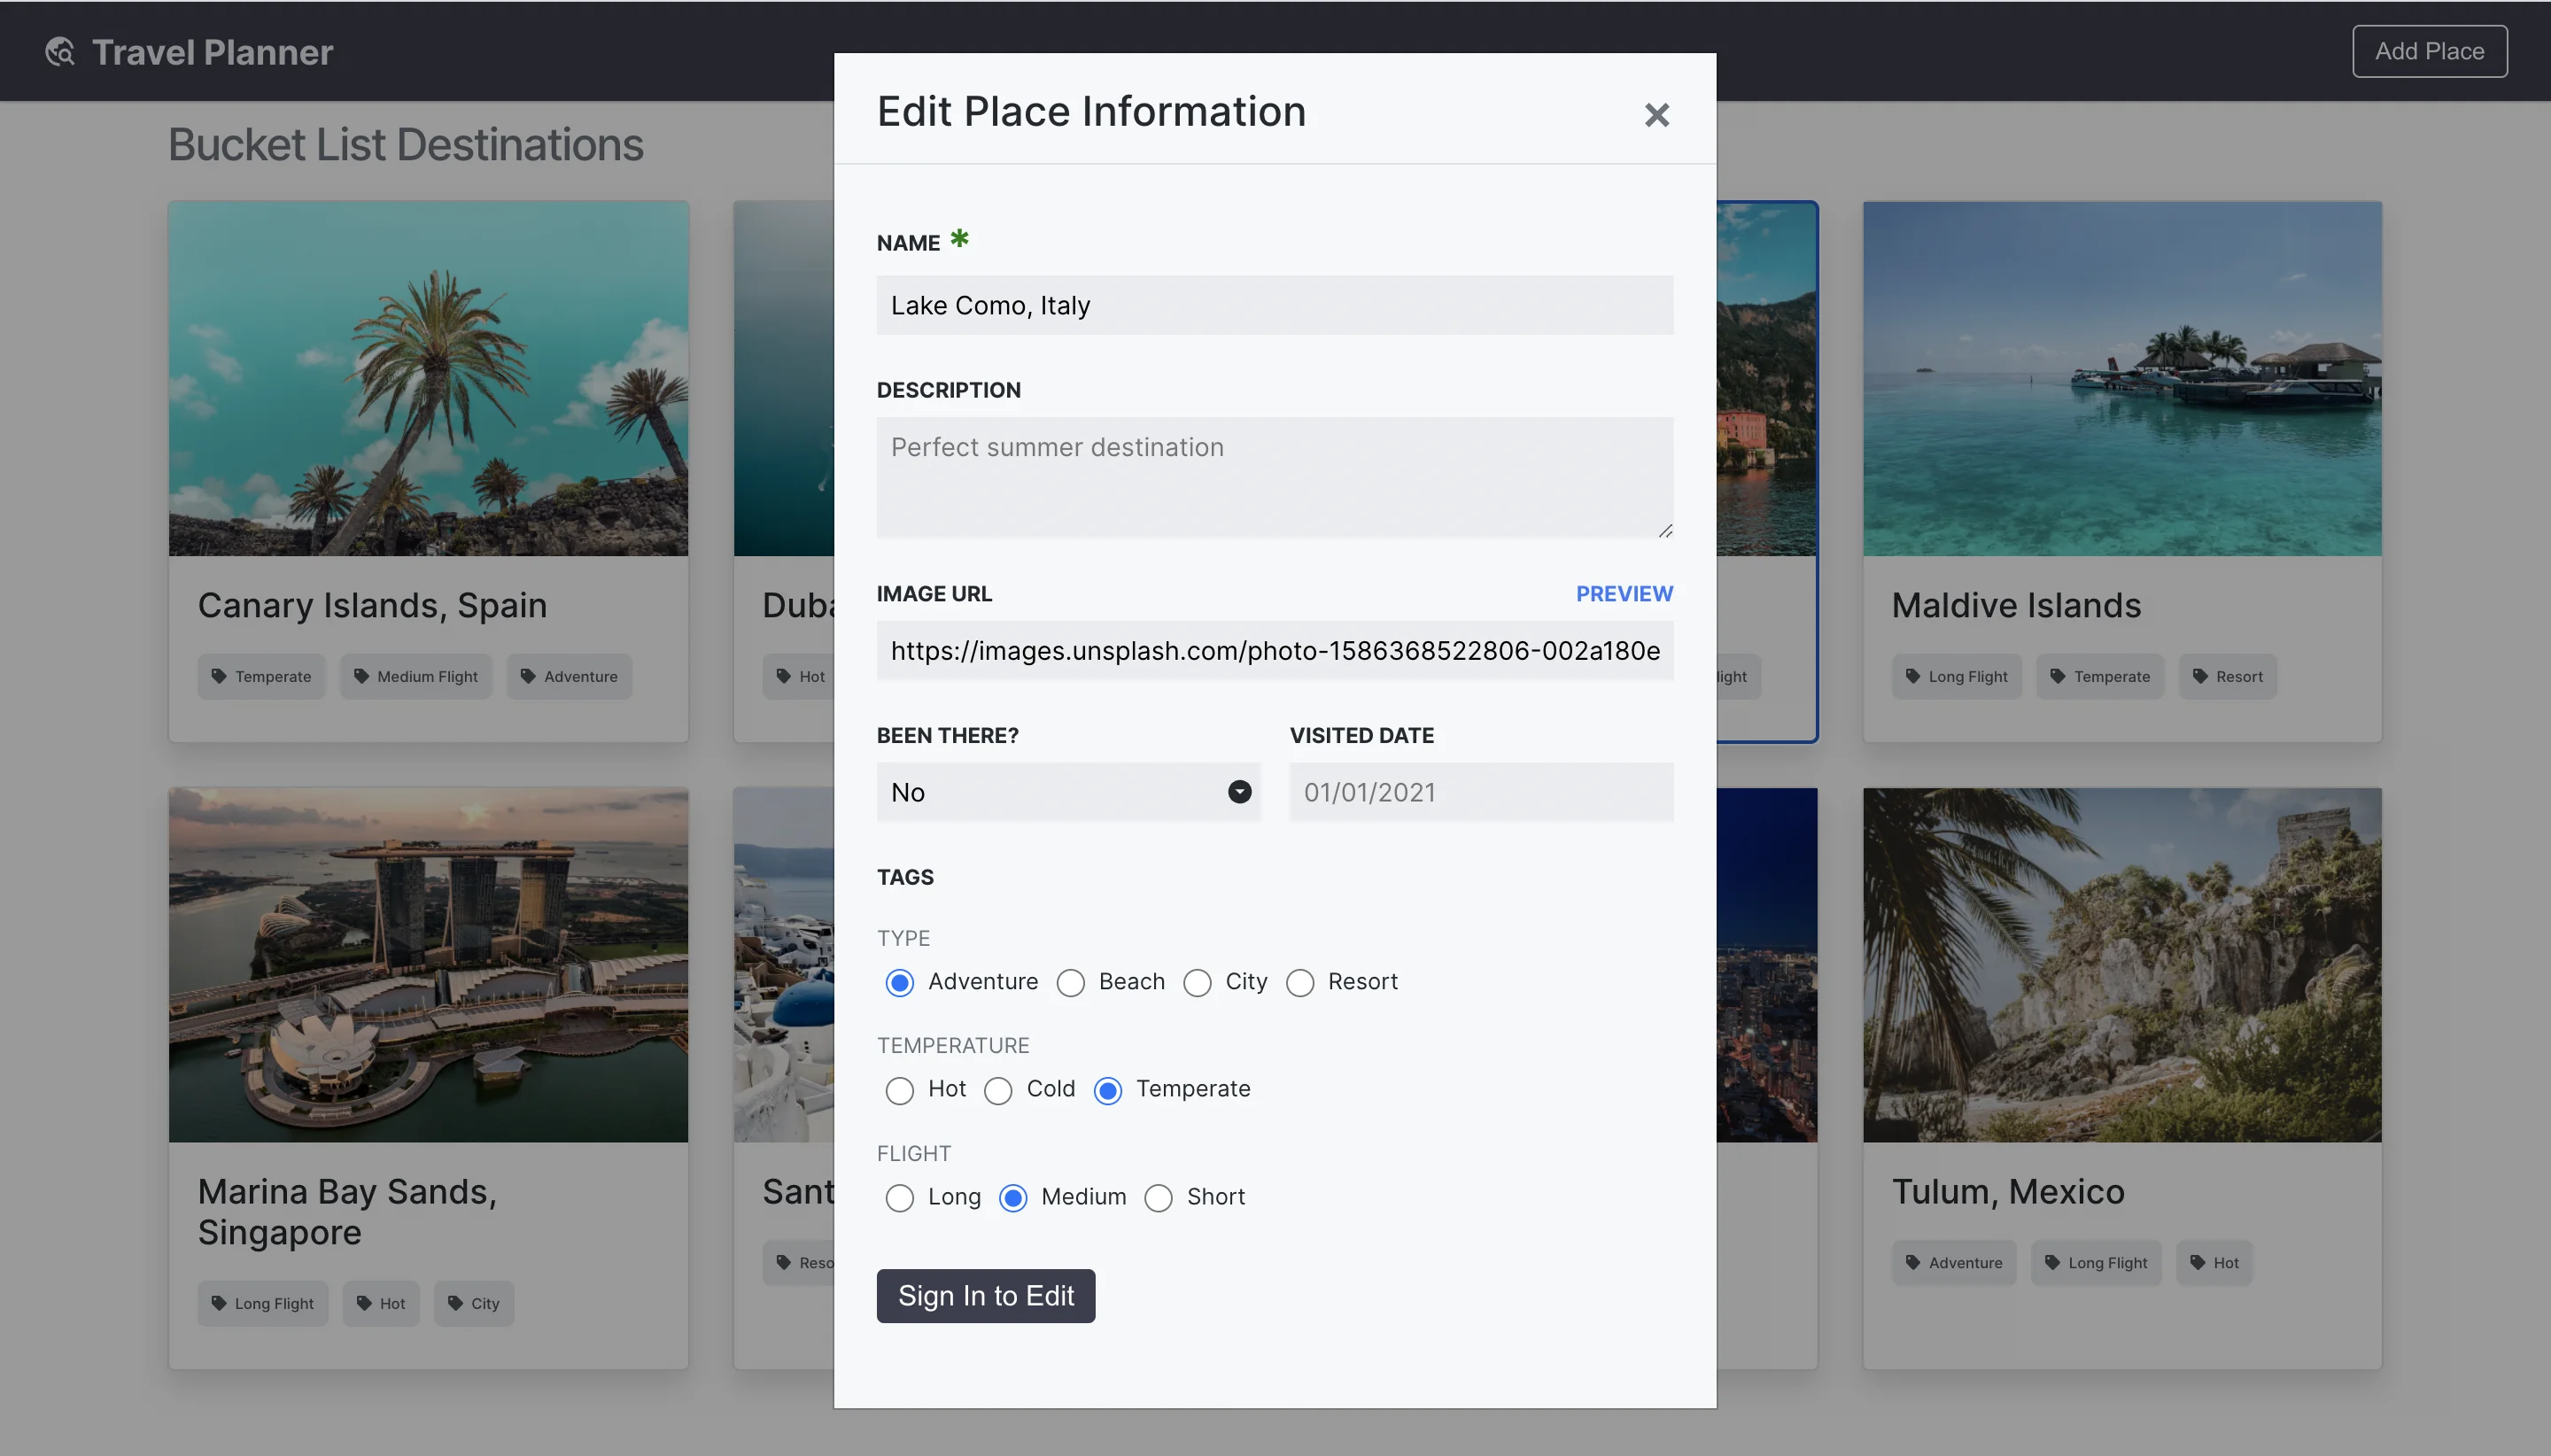 Travel Planner
Add Place
Bucket List Destinations
Edit Place Information
NAME *
Lake Como, Italy
DESCRIPTION
Perfect summer destination
IMAGE URL
PREVIEW
https://images.unsplash.com/photo-1586368522806-002a180e
BEEN THERE?
VISITED DATE
No
01/01/2021
TAGS
TYPE
Adventure Beach City Resort
TEMPERATURE
Hot Cold Temperate
FLIGHT
Long Medium Short
Sign In to Edit
Canary Islands, Spain
Temperate Medium Flight Adventure
Hot
Maldive Islands
Long Flight Temperate Resort
Marina Bay Sands,
Singapore
Long Flight Hot City
Tulum, Mexico
Adventure Long Flight Hot